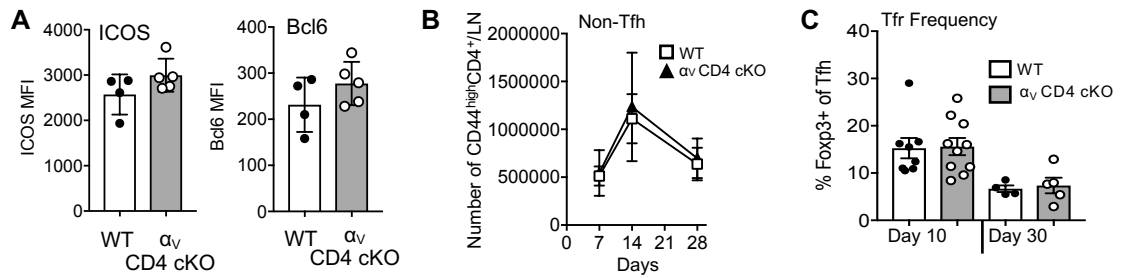 A
ICOS
ICOS MFI
4000
3000
2000
1000
0
WT
αV
CD4 cKO
Bcl6
Bcl6 MFI
400
300
200
100
0
WT
αV
CD4 cKO
B
Non-Tfh
Number of CD44highCD4+/LN
2000000
1500000
1000000
500000
0
0 7 14 21 28
Days
WT
αV CD4 cKO
C
Tfr Frequency
% Foxp3+ of Tfh
40
30
20
10
0
Day 10 Day 30
WT
αV CD4 cKO